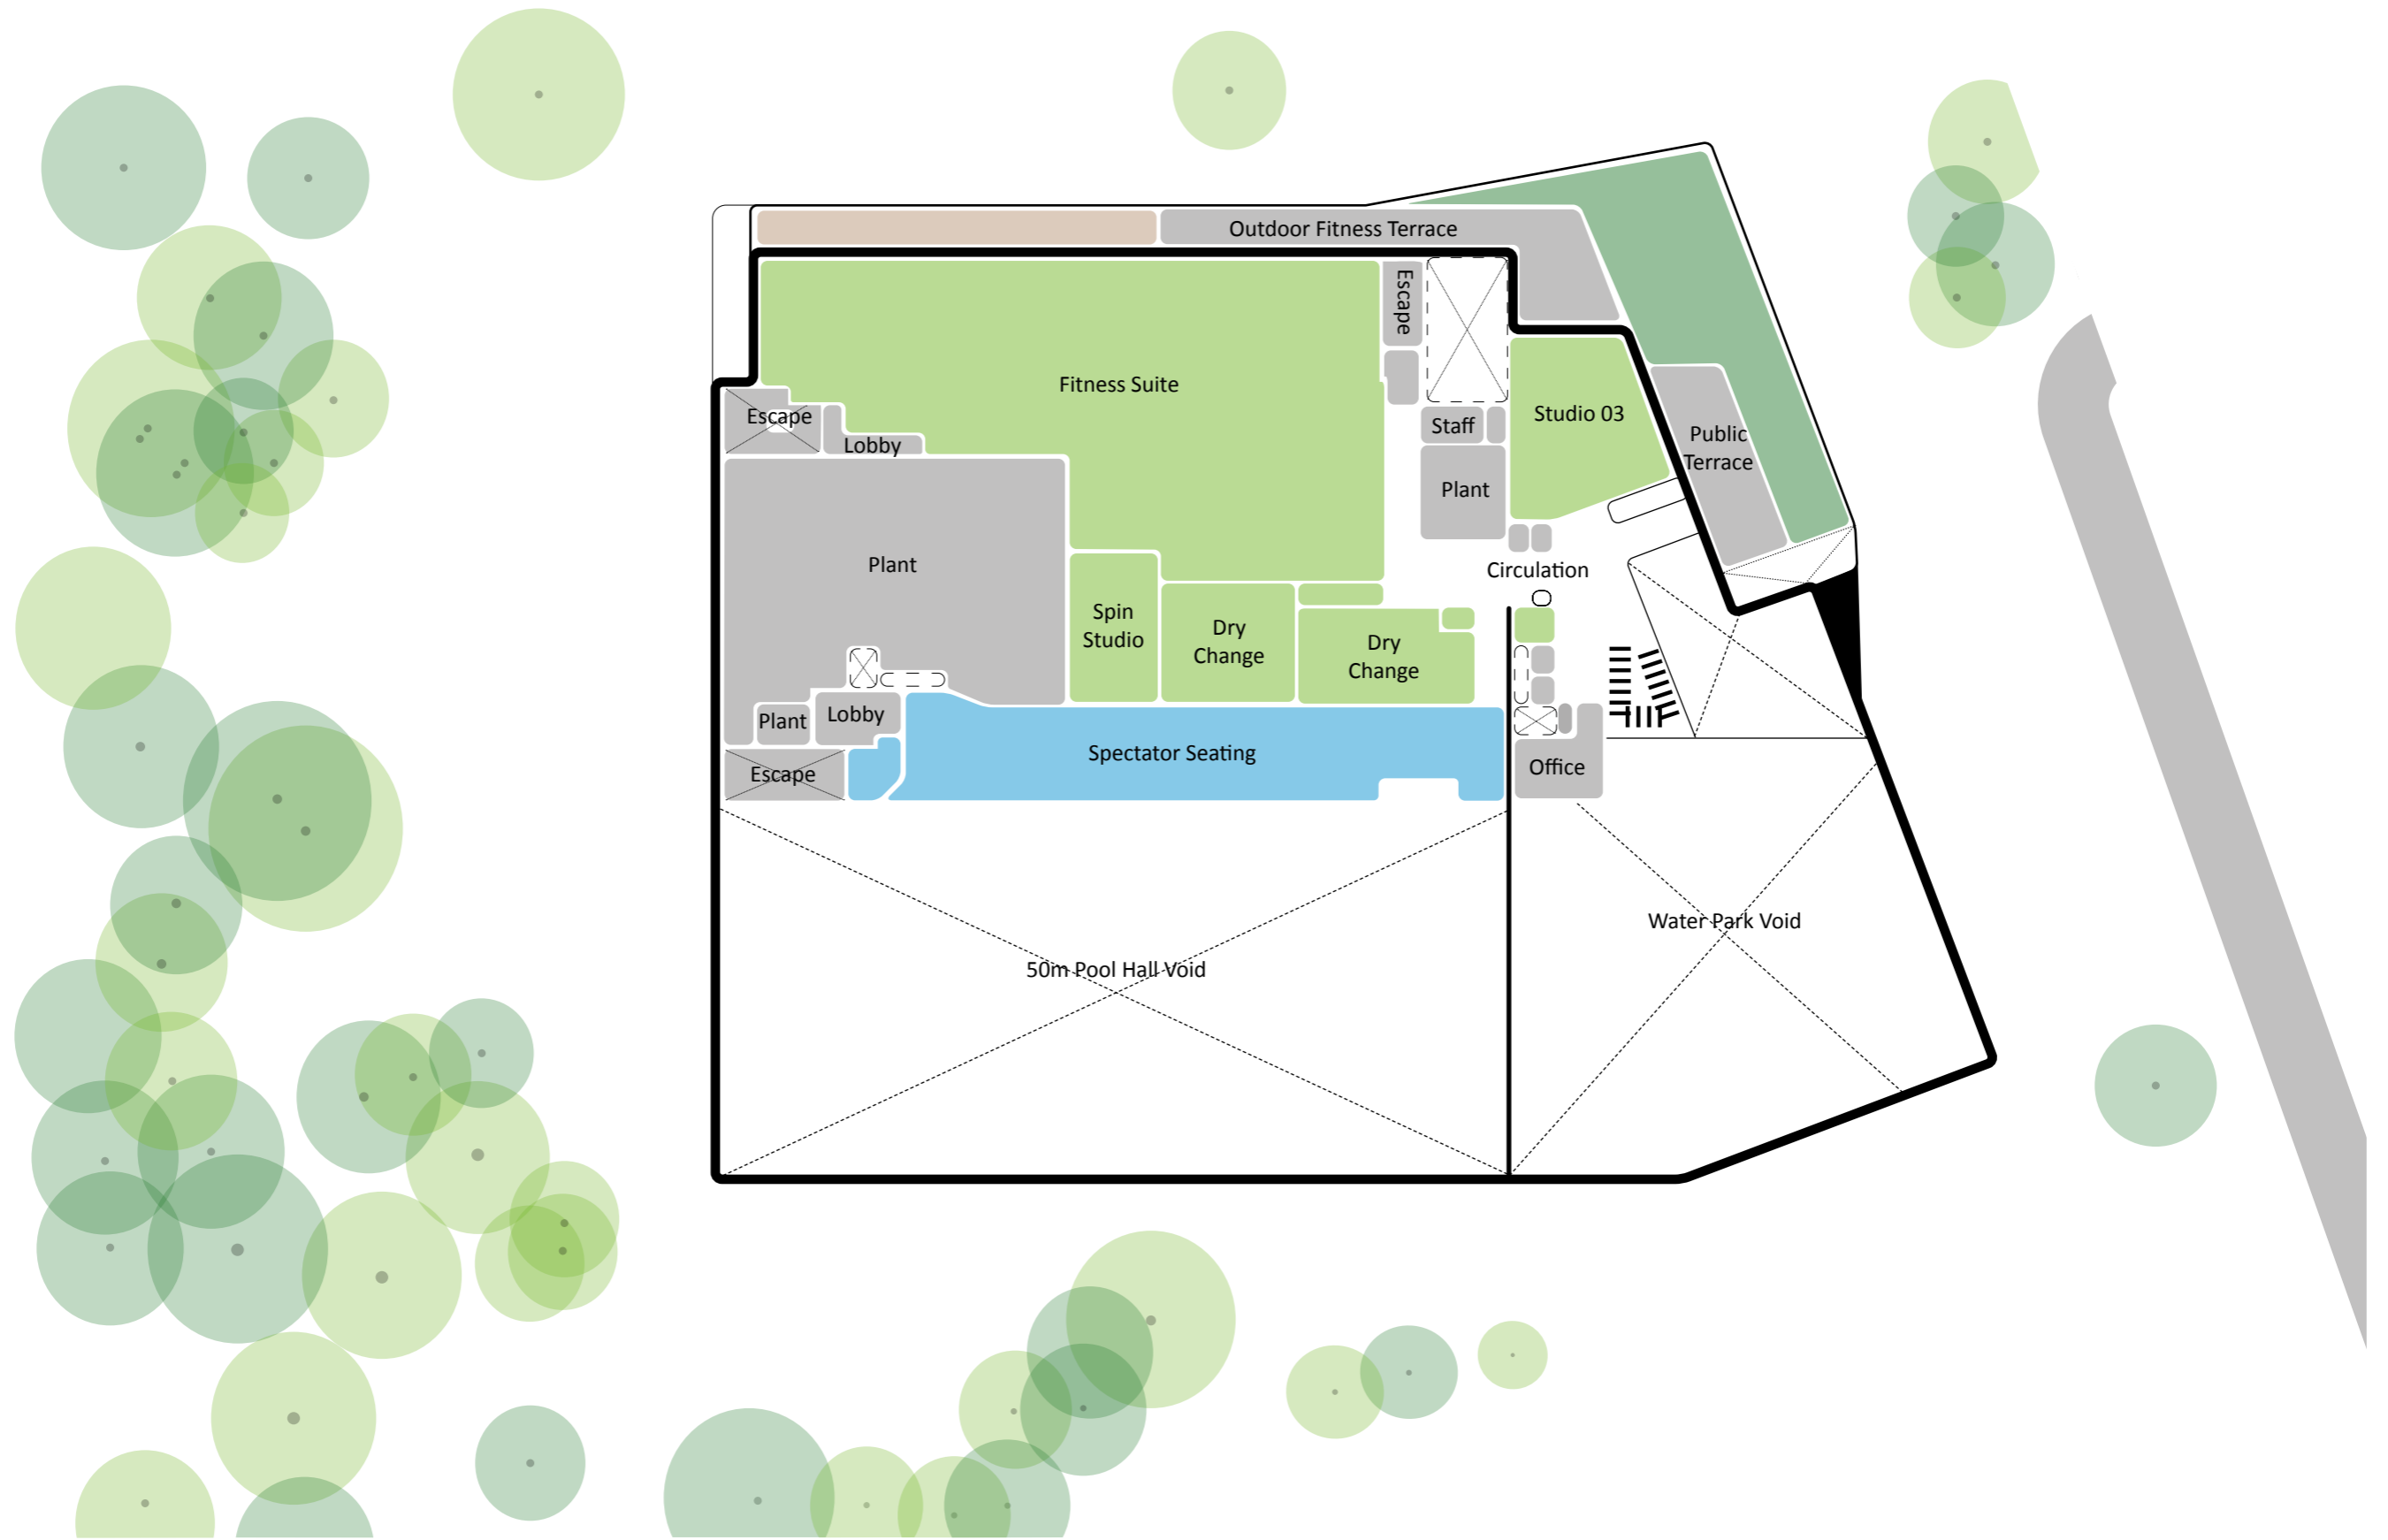 Outdoor Fitness Terrace
Escape
Fitness Suite
Escape
Lobby
Staff
Studio 03
Public
Terrace
Plant
Plant
Circulation
Spin
Studio
Dry
Change
Dry
Change
Plant
Lobby
Spectator Seating
Escape
Office
Water Park Void
50m Pool Hall Void